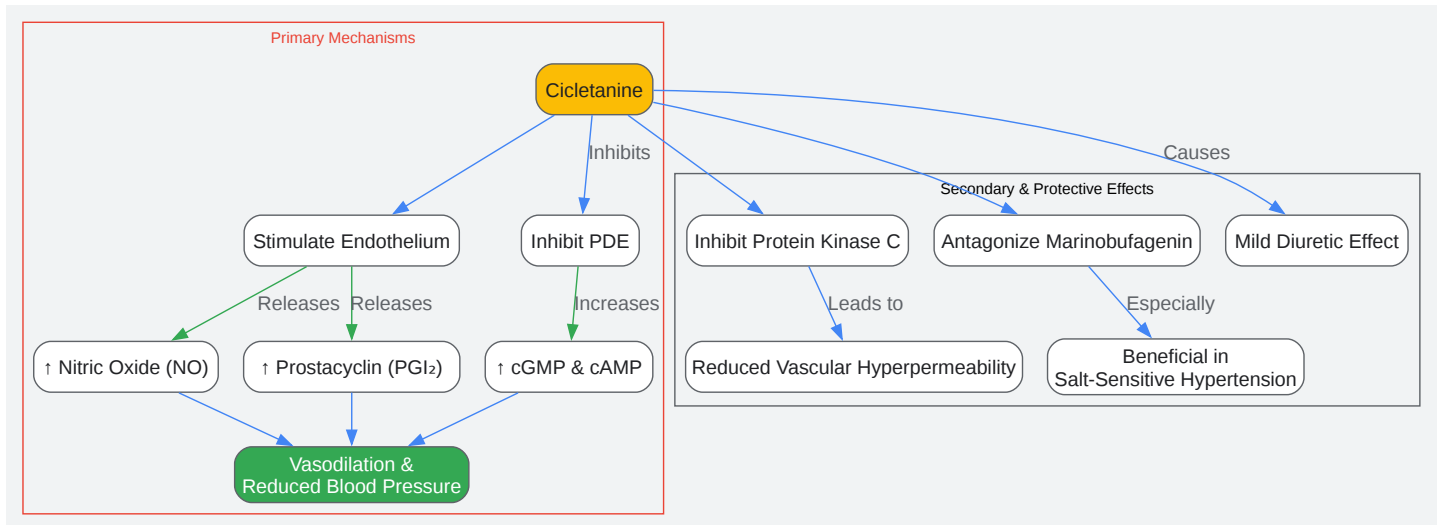 Primary Mechanisms
Cicletanine
Inhibits
Causes
Secondary & Protective Effects
Stimulate Endothelium
Inhibit PDE
Inhibit Protein Kinase C
Antagonize Marinobufagenin
Mild Diuretic Effect
Releases
Releases
Increases
Leads to
Especially
↑ Nitric Oxide (NO)
↑ Prostacyclin (PGI₂)
↑ cGMP & cAMP
Reduced Vascular Hyperpermeability
Beneficial in
Salt-Sensitive Hypertension
Vasodilation &
Reduced Blood Pressure